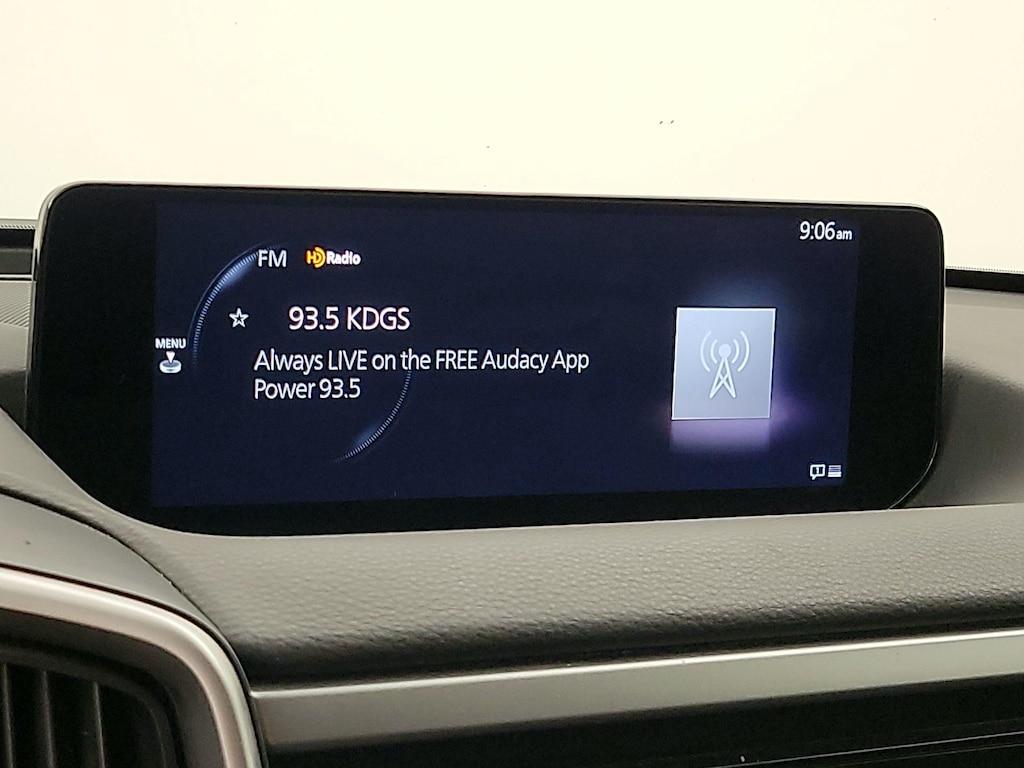 9:06am
FM HD Radio
93.5 KDGS
MENU
Always LIVE on the FREE Audacy App
Power 93.5
1